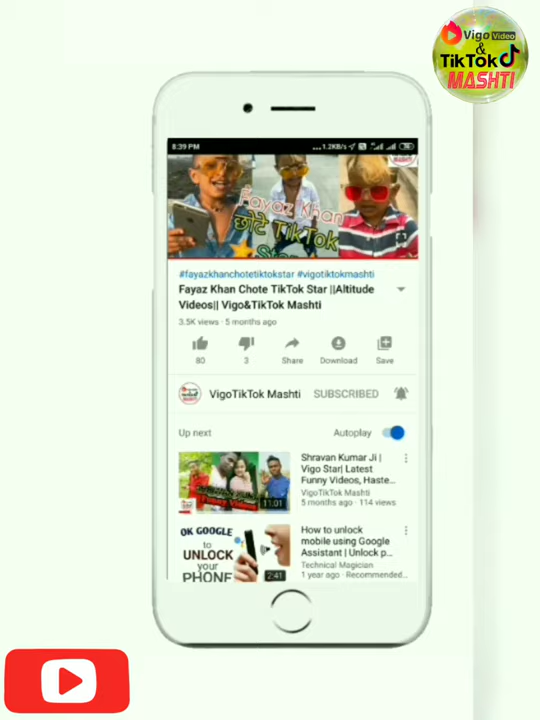 Vigo Video
&
TikTok
MASHTI
8:39 PM
...1.2KB/s
Fayaz Khan
छोटे TikTok
Star
#fayazkhanchotetiktokstar #vigotiktokmashti
Fayaz Khan Chote TikTok Star ||Altitude
Videos|| Vigo&TikTok Mashti
3.5K views · 5 months ago
80
3
Share
Download
Save
VigoTikTok Mashti
SUBSCRIBED
Up next
Autoplay
Shravan Kumar Ji |
Vigo Star| Latest
Funny Videos, Haste...
VigoTikTok Mashti
5 months ago · 114 views
11:01
OK GOOGLE
to
UNLOCK
your
PHONE
2:41
How to unlock
mobile using Google
Assistant | Unlock p...
Technical Magician
1 year ago · Recommended...